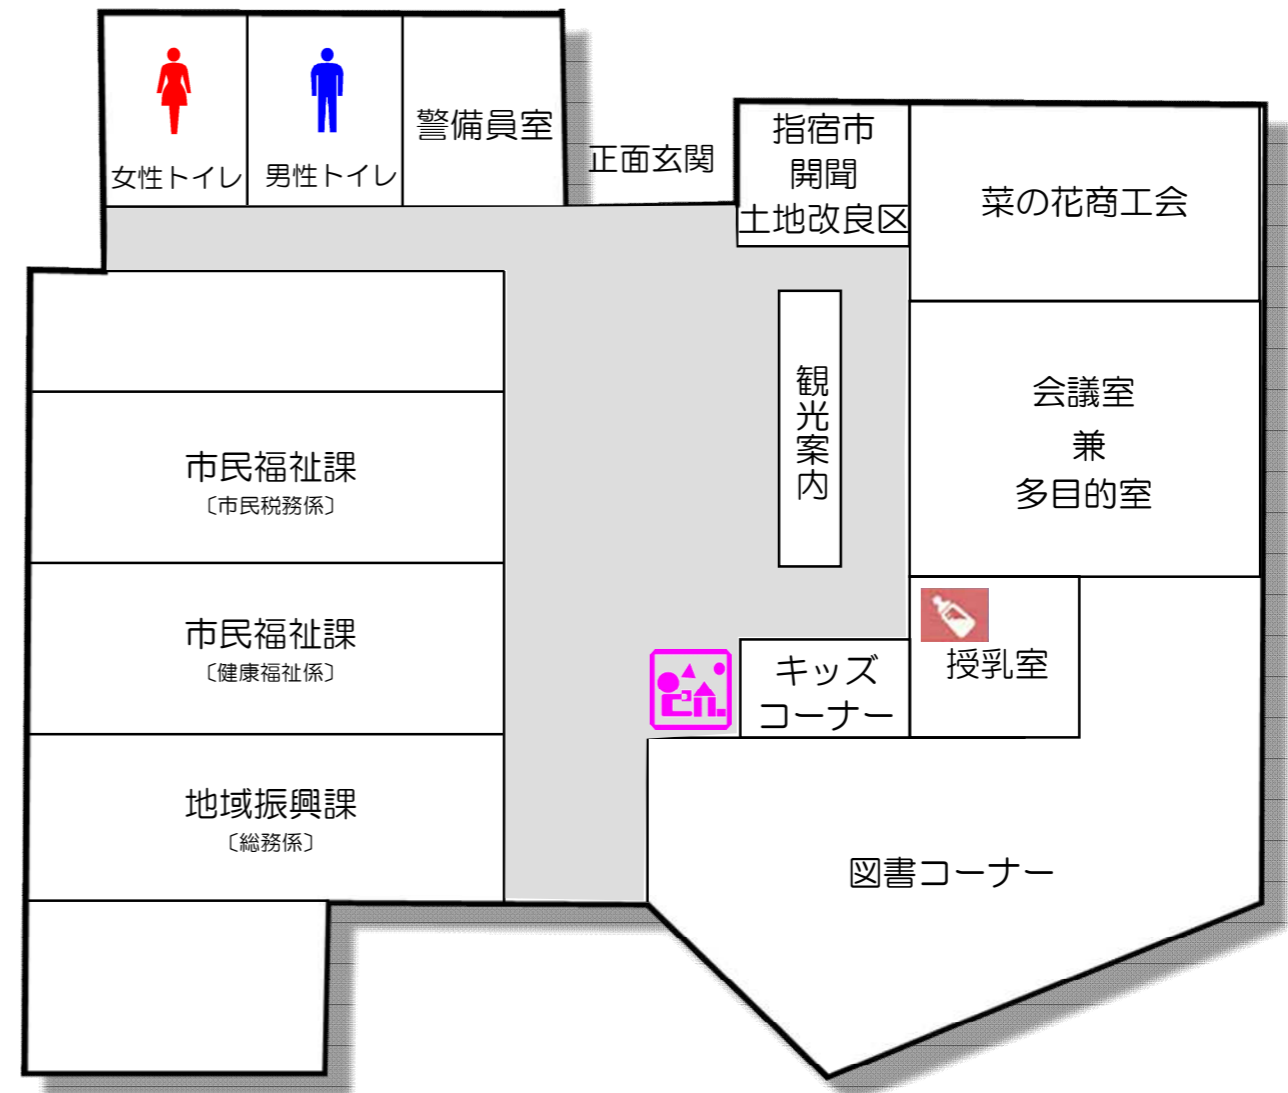 女性トイレ
男性トイレ
警備員室
正面玄関
指宿市
開聞
土地改良区
菜の花商工会
観光案内
会議室
兼
多目的室
市民福祉課
〔市民税務係〕
市民福祉課
〔健康福祉係〕
キッズ
コーナー
授乳室
地域振興課
〔総務係〕
図書コーナー